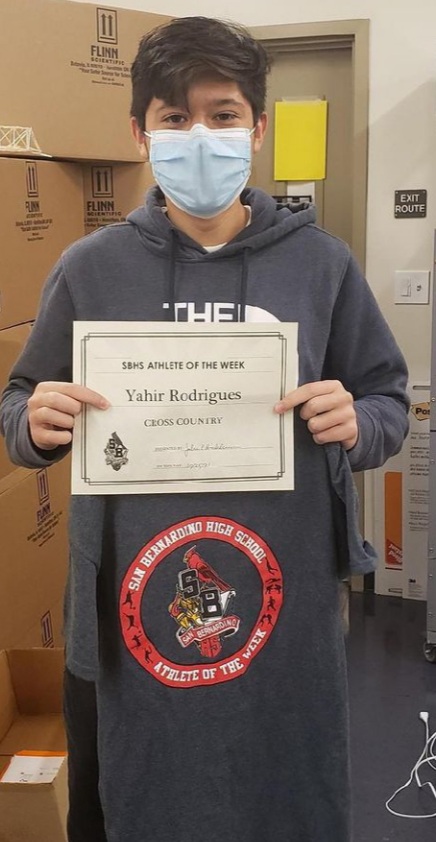 FLINN
SCIENTIFIC
FLINN
FLINN
SCIENTIFIC
EXIT
ROUTE
THE
SBHS ATHLETE OF THE WEEK
Yahir Rodrigues
CROSS COUNTRY
SAN BERNARDINO HIGH SCHOOL
SB
SAN BERNARDINO
ATHLETE OF THE WEEK